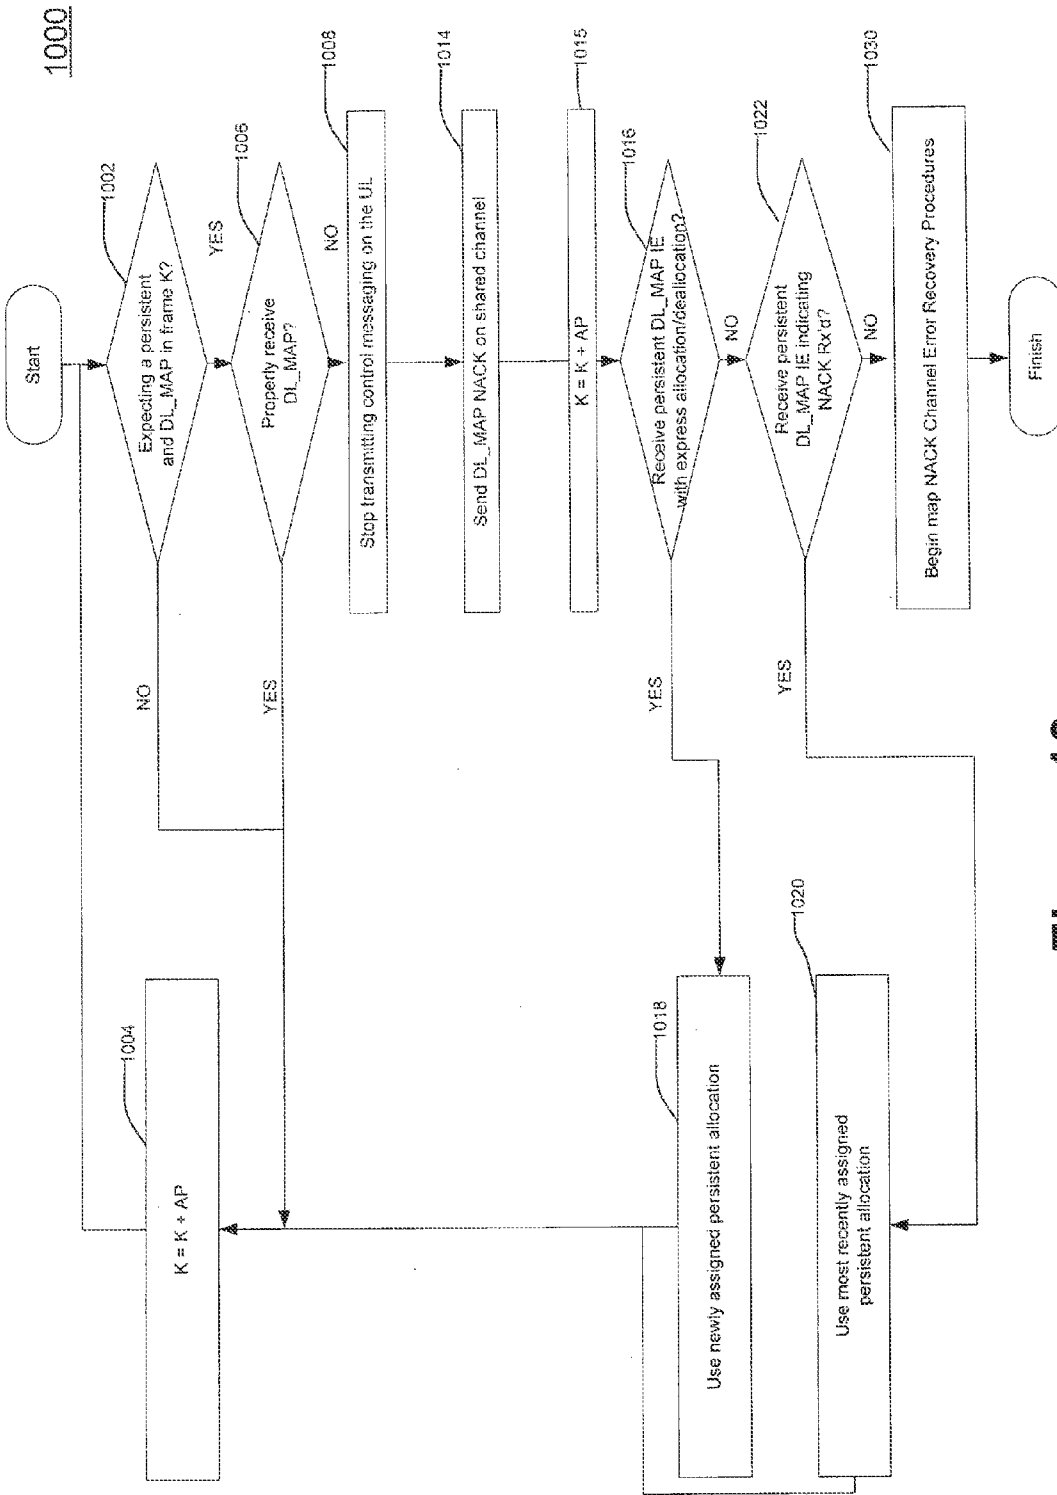 1000
Start
1002
Expecting a persistent
and DL_MAP in frame K?
YES
NO
1004
K = K + AP
1006
Properly receive
DL_MAP?
NO
YES
1008
Stop transmitting control messaging on the UL
1014
Send DL_MAP NACK on shared channel
1015
K = K + AP
1016
Receive persistent DL_MAP IE
with express allocation/deallocation?
NO
YES
1018
Use newly assigned persistent allocation
1022
Receive persistent
DL_MAP IE indicating
NACK Rx'd?
NO
YES
1020
Use most recently assigned
persistent allocation
1030
Begin map NACK Channel Error Recovery Procedures
Finish